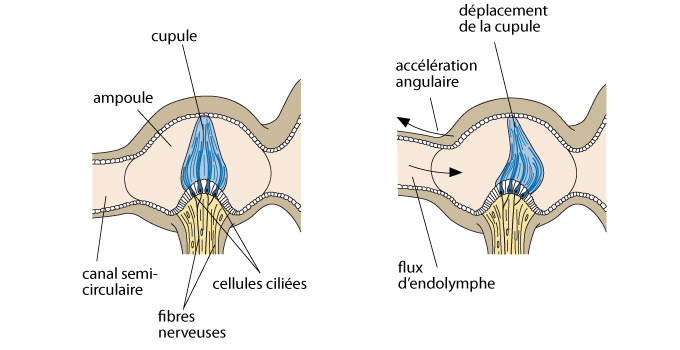 cupule
ampoule
canal semi-
circulaire
fibres
nerveuses
cellules ciliées
déplacement
de la cupule
accélération
angulaire
flux
d'endolymphe